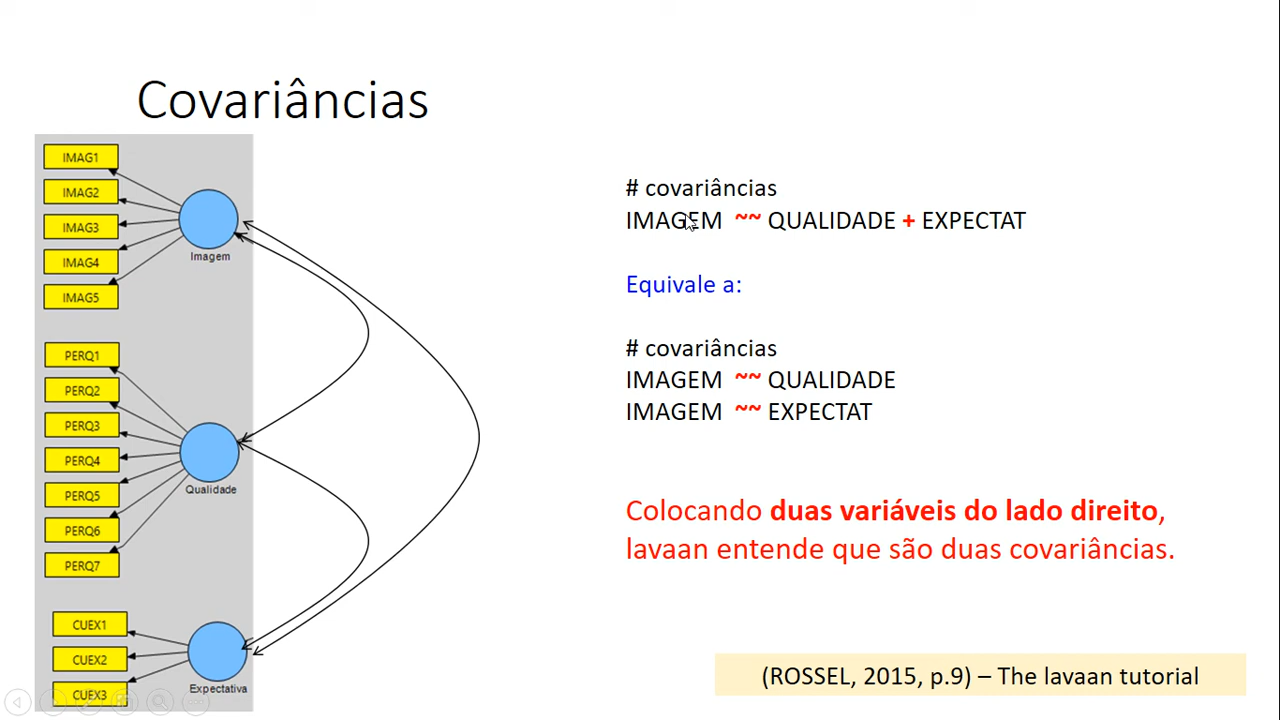 Covariâncias
IMAG1
IMAG2
IMAG3
IMAG4
IMAG5
Imagem
PERQ1
PERQ2
PERQ3
PERQ4
PERQ5
PERQ6
PERQ7
Qualidade
CUEX1
CUEX2
CUEX3
Expectativa
# covariâncias
IMAGEM ~~ QUALIDADE + EXPECTAT
Equivale a:
# covariâncias
IMAGEM ~~ QUALIDADE
IMAGEM ~~ EXPECTAT
Colocando duas variáveis do lado direito,
lavaan entende que são duas covariâncias.
(ROSSEL, 2015, p.9) – The lavaan tutorial